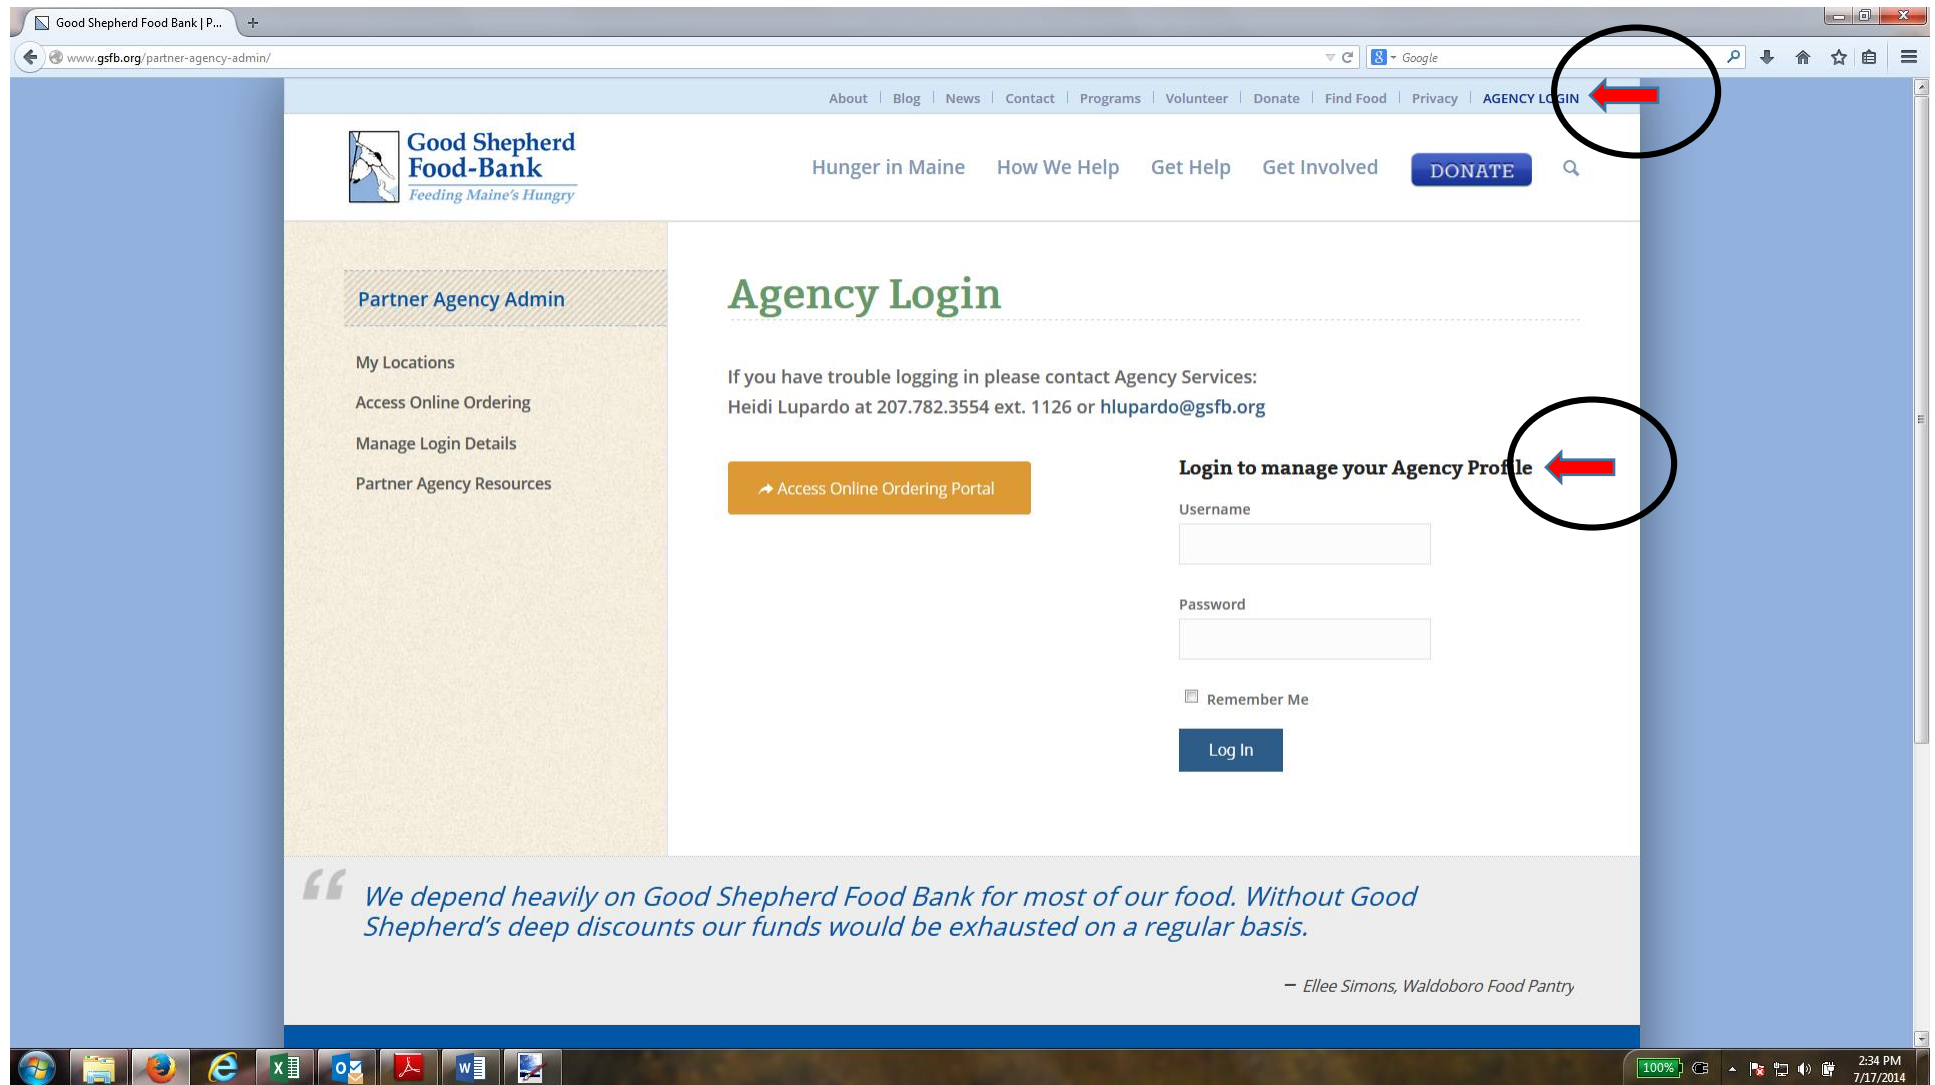 Good Shepherd Food Bank | P...
www.gsfb.org/partner-agency-admin/
Google
About Blog News Contact Programs Volunteer Donate Find Food Privacy AGENCY LOGIN
Good Shepherd
Food-Bank
Feeding Maine's Hungry
Hunger in Maine How We Help Get Help Get Involved DONATE
Partner Agency Admin
My Locations
Access Online Ordering
Manage Login Details
Partner Agency Resources
Agency Login
If you have trouble logging in please contact Agency Services:
Heidi Lupardo at 207.782.3554 ext. 1126 or hlupardo@gsfb.org
Access Online Ordering Portal
Login to manage your Agency Profile
Username
Password
Remember Me
Log In
“ We depend heavily on Good Shepherd Food Bank for most of our food. Without Good
Shepherd’s deep discounts our funds would be exhausted on a regular basis.
– Ellee Simons, Waldoboro Food Pantry
100%
2:34 PM
7/17/2014